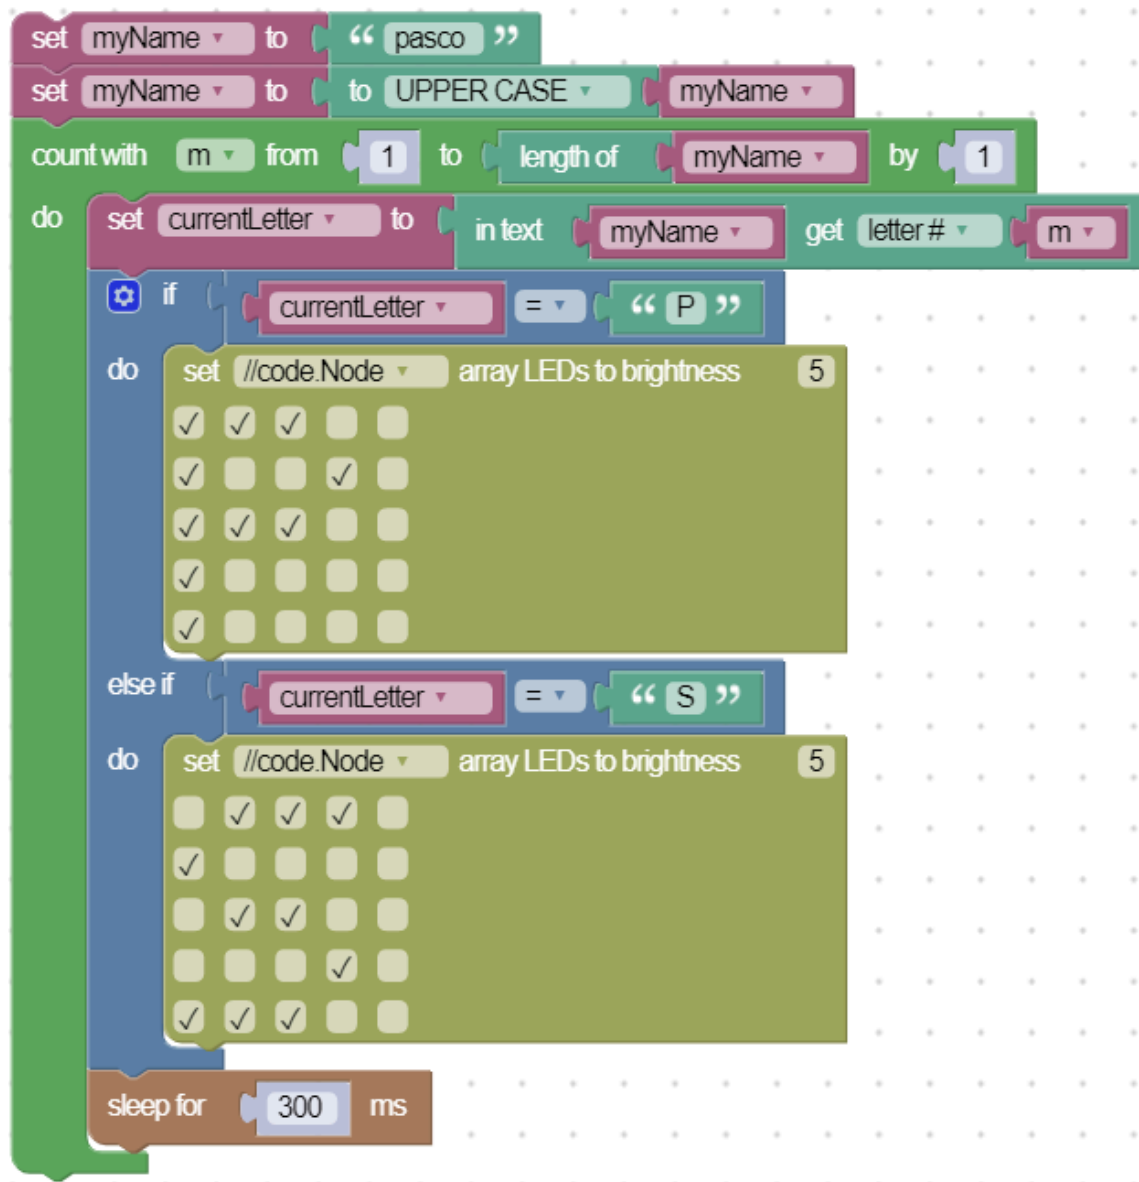 set myName to “ pasco ”
set myName to to UPPER CASE myName
count with m from 1 to length of myName by 1
do set currentLetter to in text myName get letter # m
if currentLetter = “ P ”
do set //code.Node array LEDs to brightness 5
else if currentLetter = “ S ”
do set //code.Node array LEDs to brightness 5
sleep for 300 ms